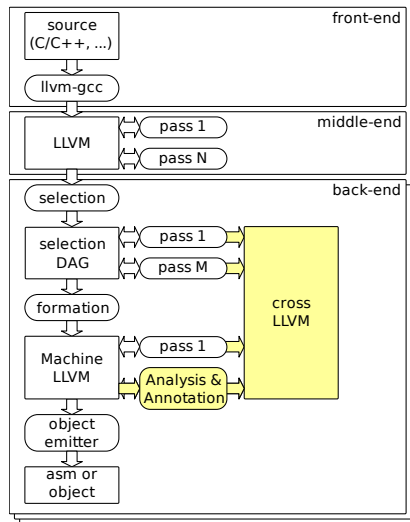 front-end
source
(C/C++, ...)
llvm-gcc
middle-end
LLVM
pass 1
pass N
back-end
selection
selection
DAG
pass 1
pass M
cross
LLVM
formation
Machine
LLVM
pass 1
Analysis &
Annotation
object
emitter
asm or
object